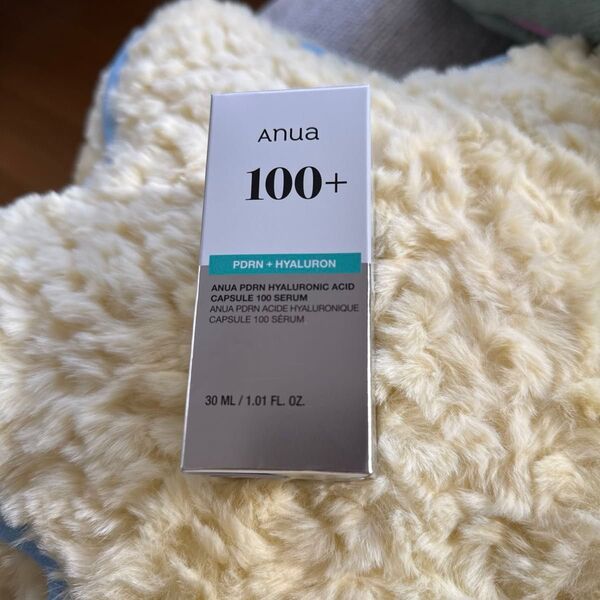 Anua
100+
PDRN + HYALURON
ANUA PDRN HYALURONIC ACID
CAPSULE 100 SERUM
ANUA PDRN ACIDE HYALURONIQUE
CAPSULE 100 SÉRUM
30 ML / 1.01 FL. OZ.